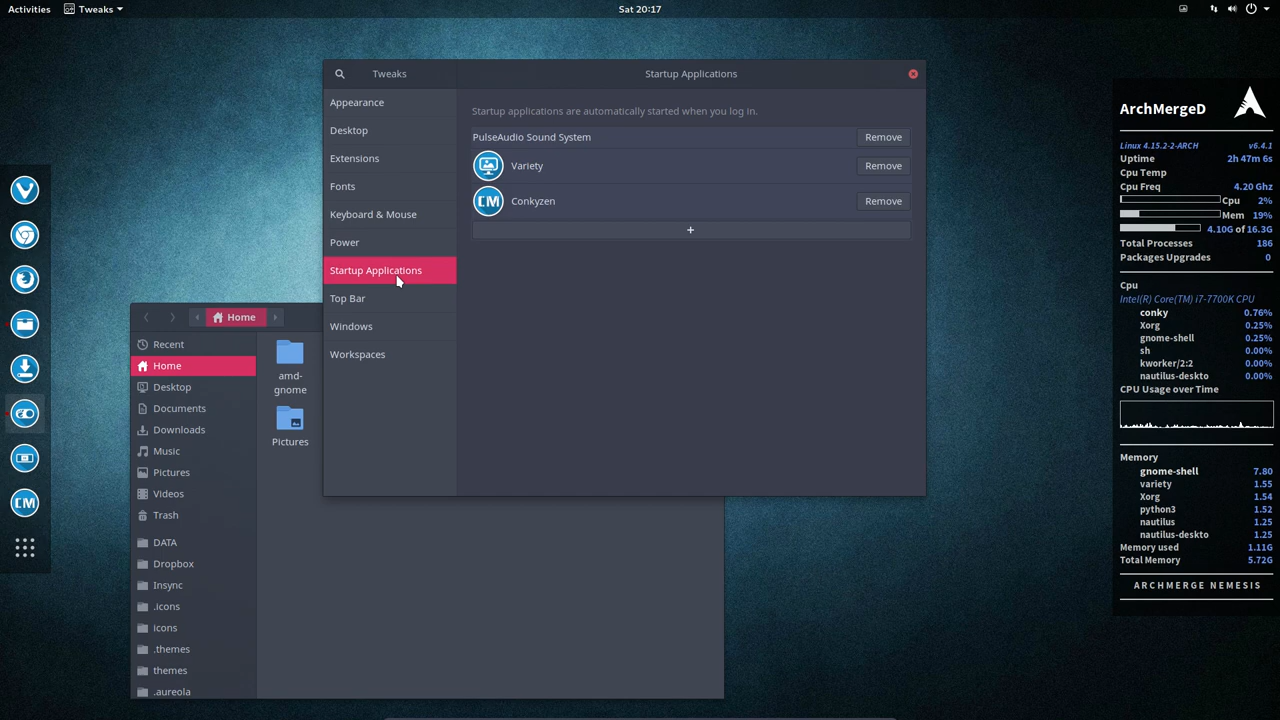 Activities
Tweaks
Sat 20:17
Tweaks
Startup Applications
Appearance
Desktop
Extensions
Fonts
Keyboard & Mouse
Power
Startup Applications
Top Bar
Windows
Workspaces
Startup applications are automatically started when you log in.
PulseAudio Sound System
Remove
Variety
Remove
Conkyzen
Remove
+
Home
Recent
Home
Desktop
Documents
Downloads
Music
Pictures
Videos
Trash
DATA
Dropbox
Insync
.icons
icons
.themes
themes
.aureola
amd-
gnome
Pictures
ArchMergeD
Linux 4.15.2-2-ARCH v6.4.1
Uptime 2h 47m 6s
Cpu Temp
Cpu Freq 4.20 Ghz
Cpu 2%
Mem 19%
4.10G of 16.3G
Total Processes 186
Packages Upgrades 0
Cpu
Intel(R) Core(TM) i7-7700K CPU
conky 0.76%
Xorg 0.25%
gnome-shell 0.25%
sh 0.00%
kworker/2:2 0.00%
nautilus-deskto 0.00%
CPU Usage over Time
Memory
gnome-shell 7.80
variety 1.55
Xorg 1.54
python3 1.52
nautilus 1.25
nautilus-deskto 1.25
Memory used 1.11G
Total Memory 5.72G
ARCHMERGE NEMESIS